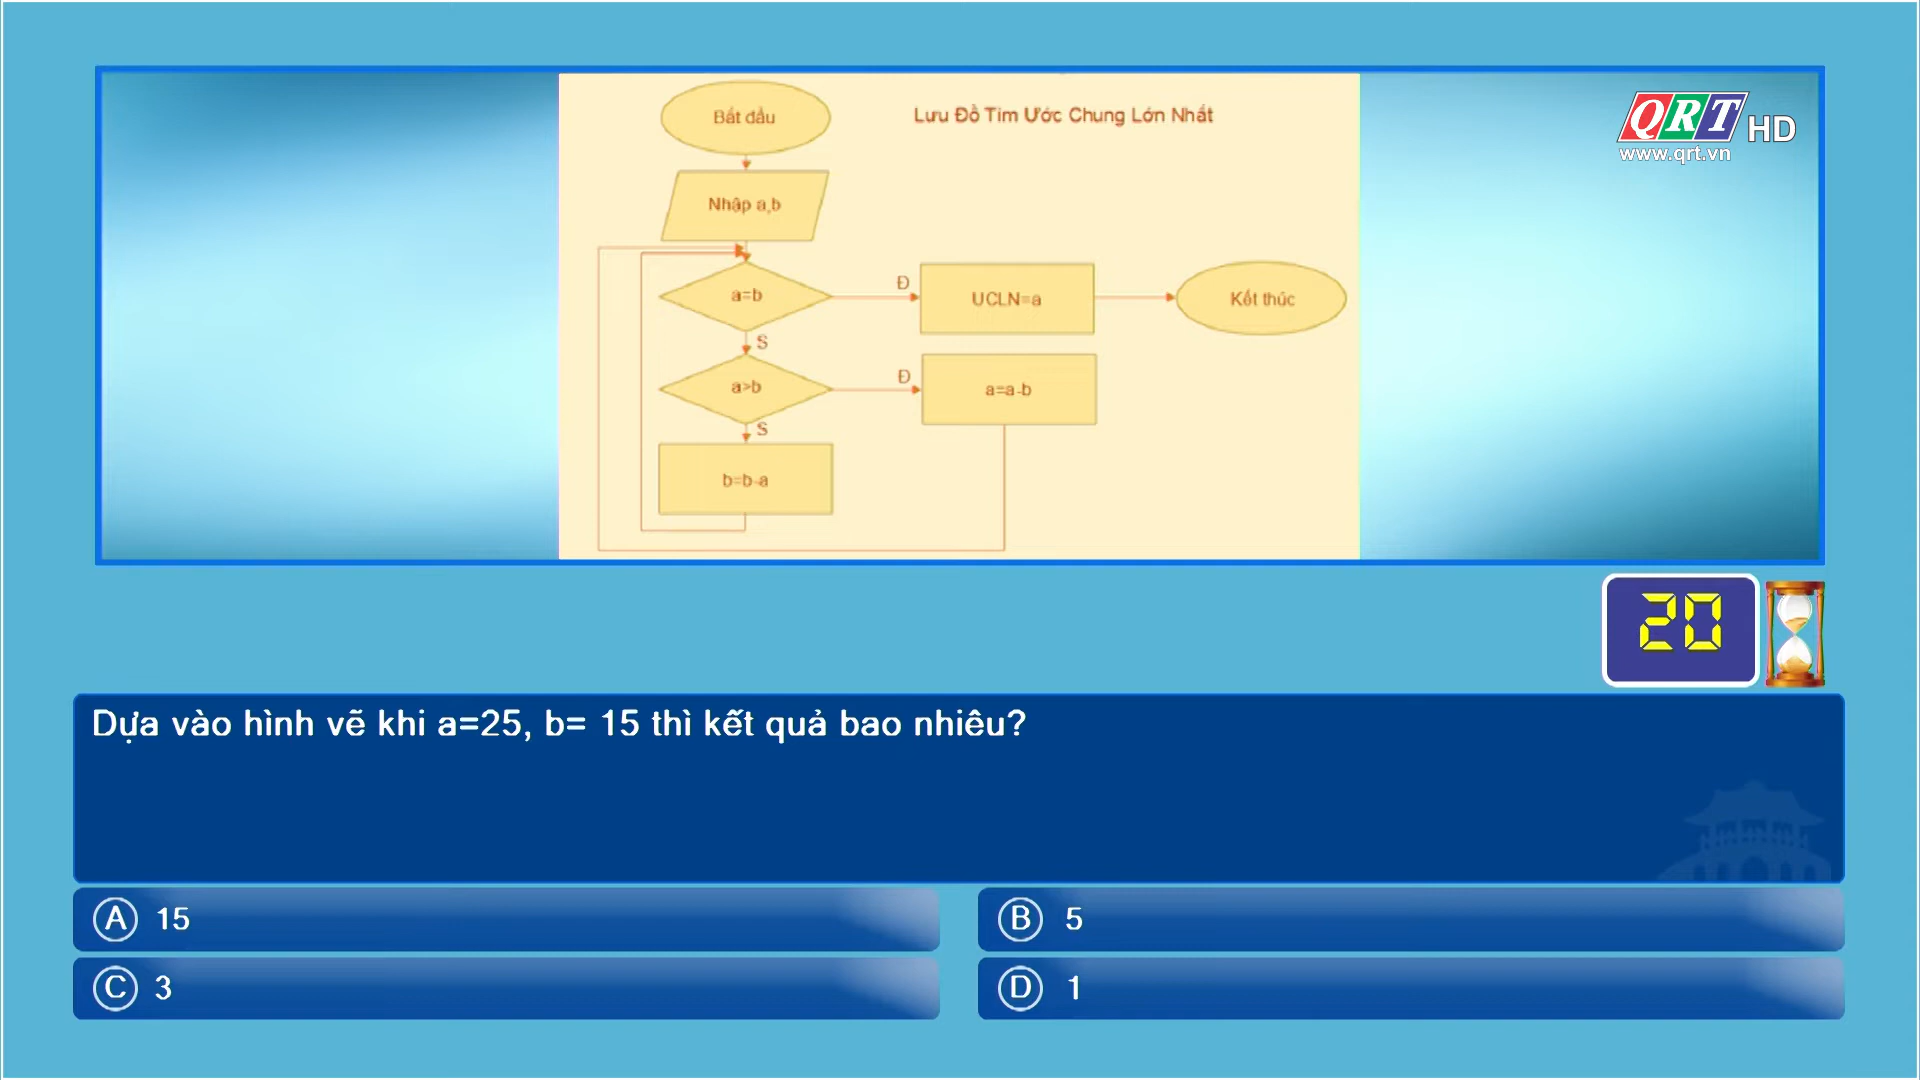 Bắt đầu
Lưu Đồ Tìm Ước Chung Lớn Nhất
QRT HD
www.qrt.vn
Nhập a,b
a=b
Đ
UCLN=a
Kết thúc
S
a>b
Đ
a=a-b
S
b=b-a
20
Dựa vào hình vẽ khi a=25, b= 15 thì kết quả bao nhiêu?
A 15
B 5
C 3
D 1